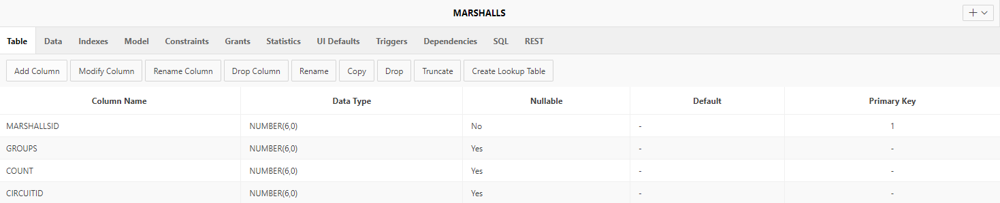 MARSHALLS
Table Data Indexes Model Constraints Grants Statistics UI Defaults Triggers Dependencies SQL REST
Add Column Modify Column Rename Column Drop Column Rename Copy Drop Truncate Create Lookup Table
Column Name Data Type Nullable Default Primary Key
MARSHALLSID NUMBER(6,0) No - 1
GROUPS NUMBER(6,0) Yes - -
COUNT NUMBER(6,0) Yes - -
CIRCUITID NUMBER(6,0) Yes - -